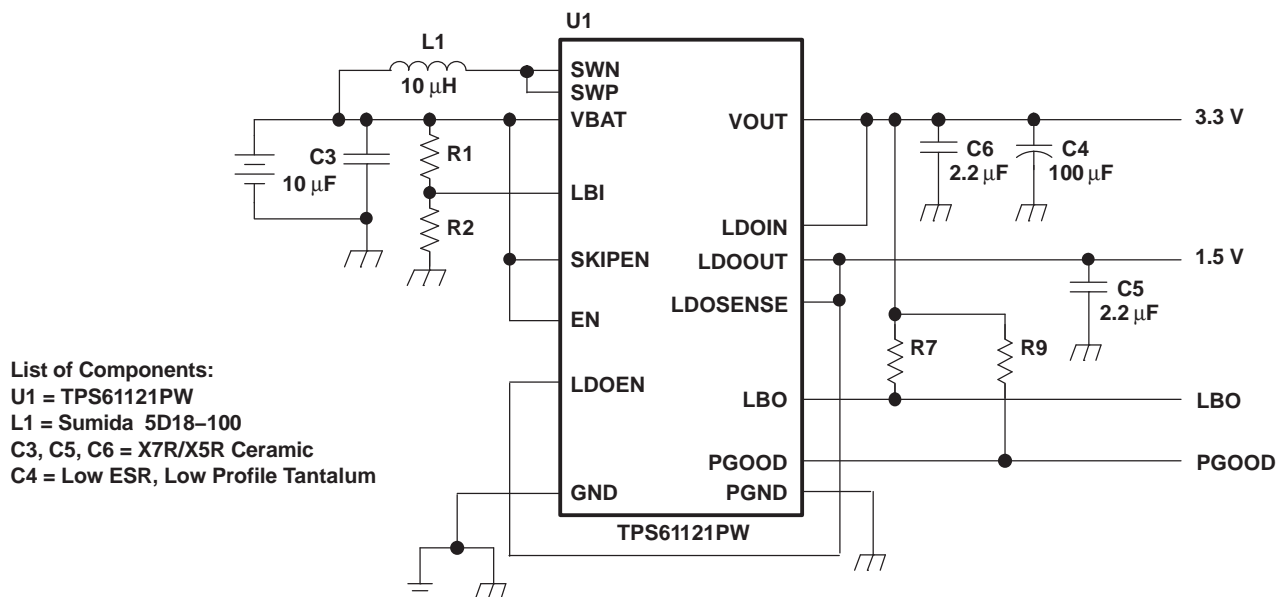 U1
L1
10 μH
SWN
SWP
VBAT
VOUT
3.3 V
C3
10 μF
R1
C6
2.2 μF
C4
100 μF
LBI
R2
LDOIN
SKIPEN
LDOOUT
1.5 V
LDOSENSE
C5
2.2 μF
EN
R7
R9
List of Components:
U1 = TPS61121PW
L1 = Sumida 5D18–100
C3, C5, C6 = X7R/X5R Ceramic
C4 = Low ESR, Low Profile Tantalum
LDOEN
LBO
LBO
PGOOD
PGOOD
GND
PGND
TPS61121PW